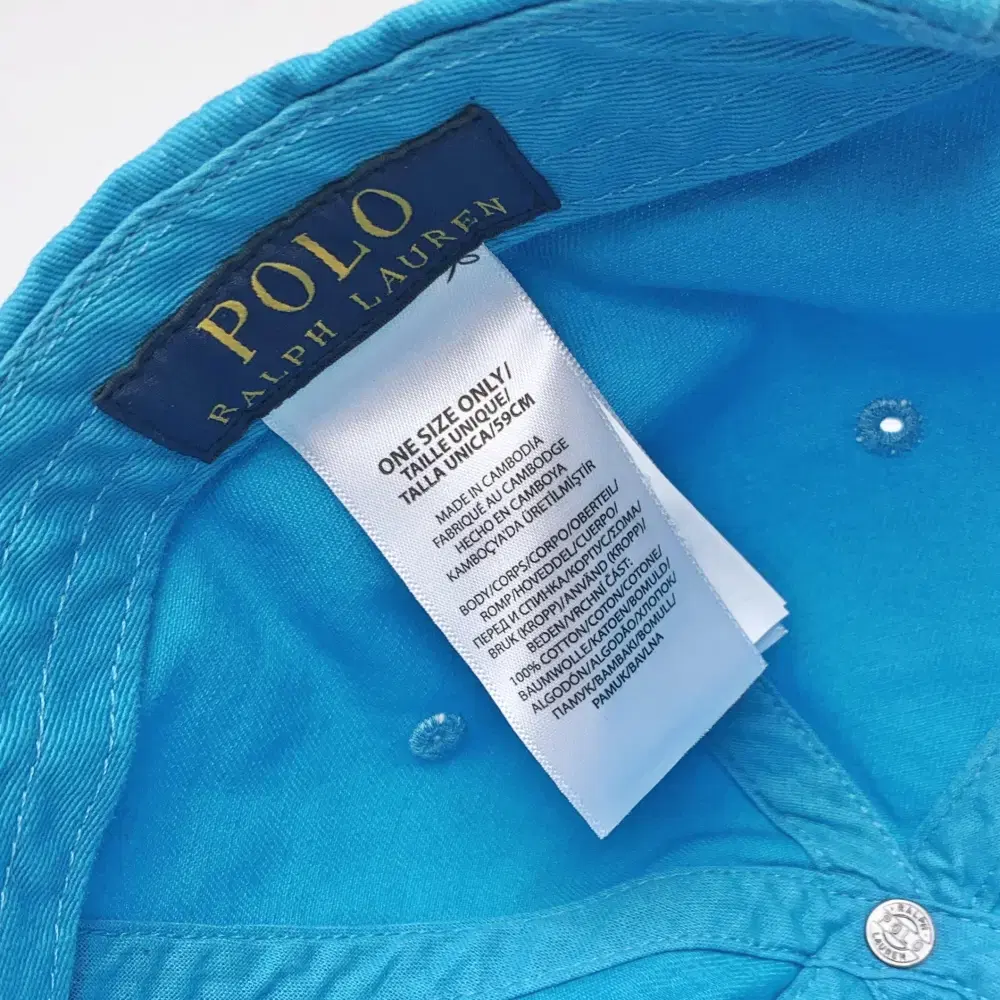 POLO
RALPH LAUREN
ONE SIZE ONLY/
TAILLE UNIQUE/
TALLA UNICA/59CM
MADE IN CAMBODIA
FABRIQUÉ AU CAMBODGE
HECHO EN CAMBOYA
KAMBOÇYA'DA ÜRETİLMİŞTİR
BODY/CORPS/CORPO/OBERTEIL/
ROMP/HOVEDDEL/CUERPO/
ПЕРЕД И СПИНКА/КОРПУС/ΣΩΜΑ/
BRUK (KROPP)/ANVÄND (KROPP)/
BEDEN/VRCHNÍ ČÁST:
100% COTTON/COTON/COTONE/
BAUMWOLLE/KATOEN/BOMULD/
ALGODÓN/ALGODAO/ХЛОПОК/
ПАМУК/ΒΑΜΒΑΚΙ/BOMULL/
PAMUK/BAVLNA
RALPH
POLO
LAUREN